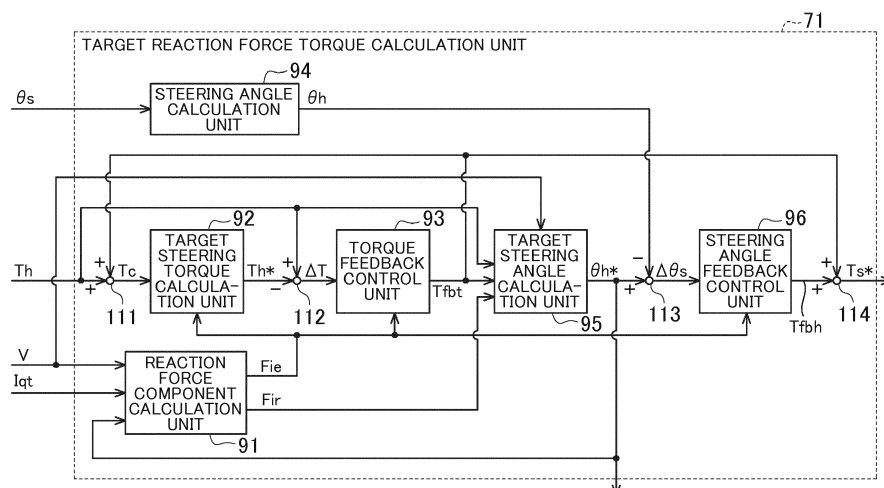 71
TARGET REACTION FORCE TORQUE CALCULATION UNIT
94
θs
STEERING ANGLE
CALCULATION
UNIT
θh
92
93
96
TARGET
STEERING
TORQUE
CALCULA-
TION UNIT
TORQUE
FEEDBACK
CONTROL
UNIT
TARGET
STEERING
ANGLE
CALCULA-
TION UNIT
STEERING
ANGLE
FEEDBACK
CONTROL
UNIT
Th
+
+
Tc
111
Th*
+
−
ΔT
112
Tfbt
θh*
95
−
+
Δθs
113
Tfbh
+
+
Ts*
114
V
Iqt
REACTION
FORCE
COMPONENT
CALCULATION
UNIT
91
Fie
Fir